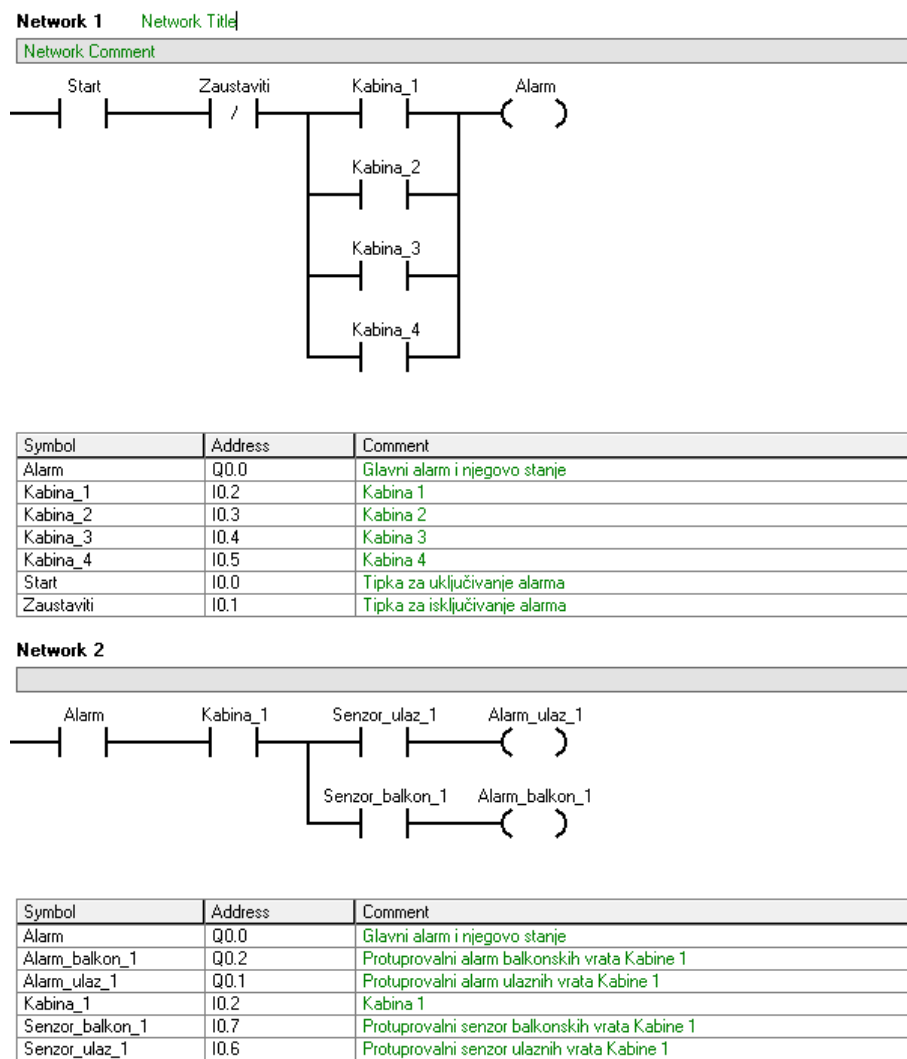 Network 1 Network Title
Network Comment
Start Zaustaviti Kabina_1 Alarm
/
Kabina_2
Kabina_3
Kabina_4
Symbol Address Comment
Alarm Q0.0 Glavni alarm i njegovo stanje
Kabina_1 I0.2 Kabina 1
Kabina_2 I0.3 Kabina 2
Kabina_3 I0.4 Kabina 3
Kabina_4 I0.5 Kabina 4
Start I0.0 Tipka za uključivanje alarma
Zaustaviti I0.1 Tipka za isključivanje alarma
Network 2
Alarm Kabina_1 Senzor_ulaz_1 Alarm_ulaz_1
Senzor_balkon_1 Alarm_balkon_1
Symbol Address Comment
Alarm Q0.0 Glavni alarm i njegovo stanje
Alarm_balkon_1 Q0.2 Protuprovalni alarm balkonskih vrata Kabine 1
Alarm_ulaz_1 Q0.1 Protuprovalni alarm ulaznih vrata Kabine 1
Kabina_1 I0.2 Kabina 1
Senzor_balkon_1 I0.7 Protuprovalni senzor balkonskih vrata Kabine 1
Senzor_ulaz_1 I0.6 Protuprovalni senzor ulaznih vrata Kabine 1